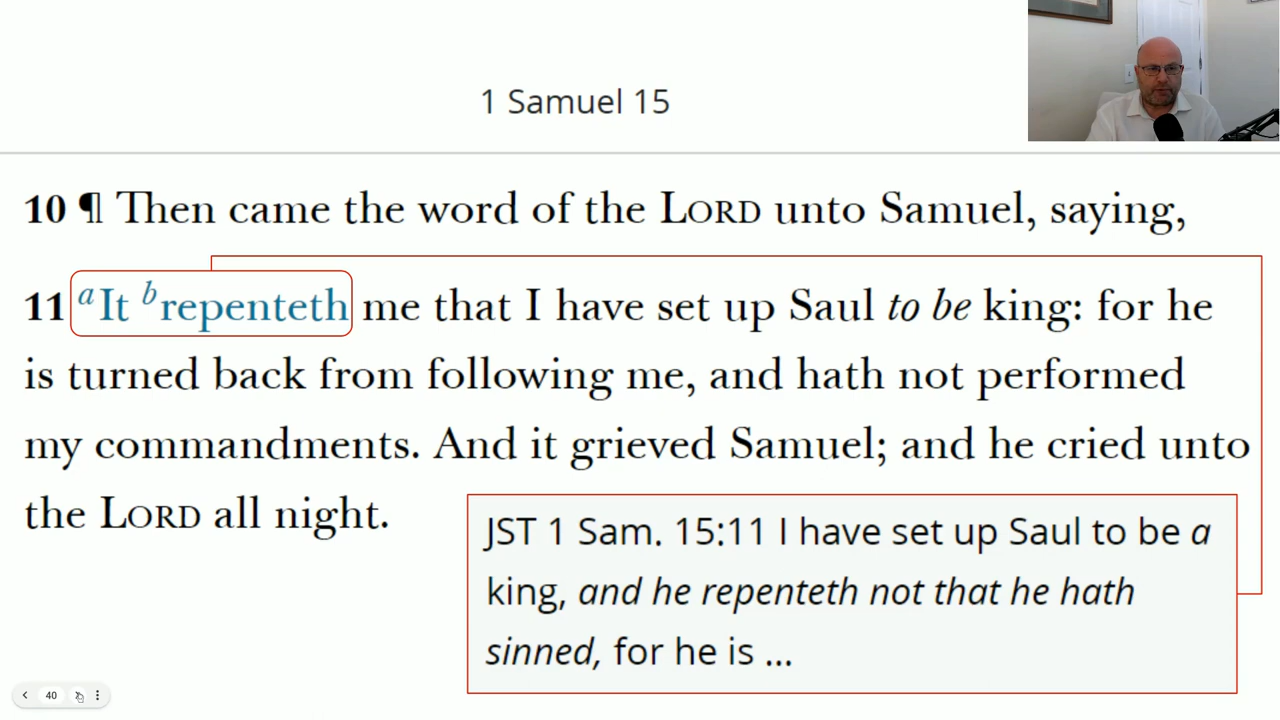 1 Samuel 15
10 ¶ Then came the word of the LORD unto Samuel, saying,
11 a It b repenteth me that I have set up Saul to be king: for he
is turned back from following me, and hath not performed
my commandments. And it grieved Samuel; and he cried unto
the LORD all night.
JST 1 Sam. 15:11 I have set up Saul to be a
king, and he repenteth not that he hath
sinned, for he is ...
40